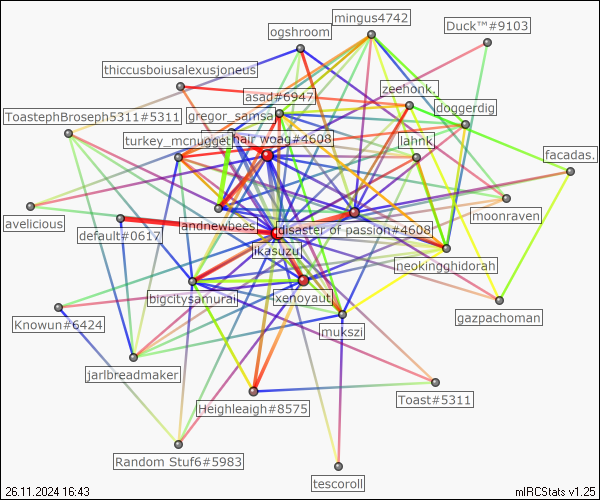 mingus4742
Duck™#9103
ogshroom
thiccusboiusalexusjoneus
zeehonk.
asad#6947
doggerdig
ToastephBroseph5311#5311
gregor_samsa
turkey_mcnugget
hair woag#4608
lahnk
facadas.
moonraven
avelicious
andnewbees
default#0617
disaster of passion#4608
ikasuzu
neokingghidorah
bigcitysamurai
xenoyaut
gazpachoman
Knowun#6424
mukszi
jarlbreadmaker
Toast#5311
Heighleaigh#8575
Random Stuf6#5983
tescoroll
26.11.2024 16:43
mIRCStats v1.25